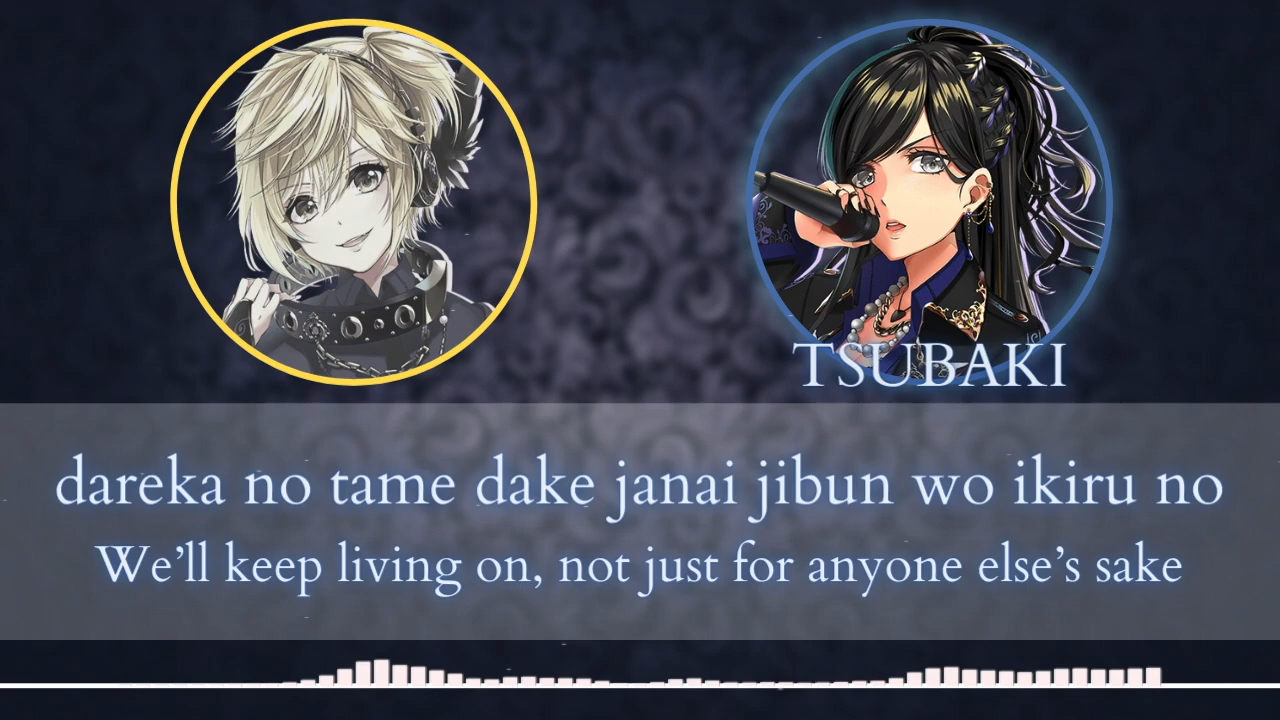 TSUBAKI
dareka no tame dake janai jibun wo ikiru no
We'll keep living on, not just for anyone else's sake